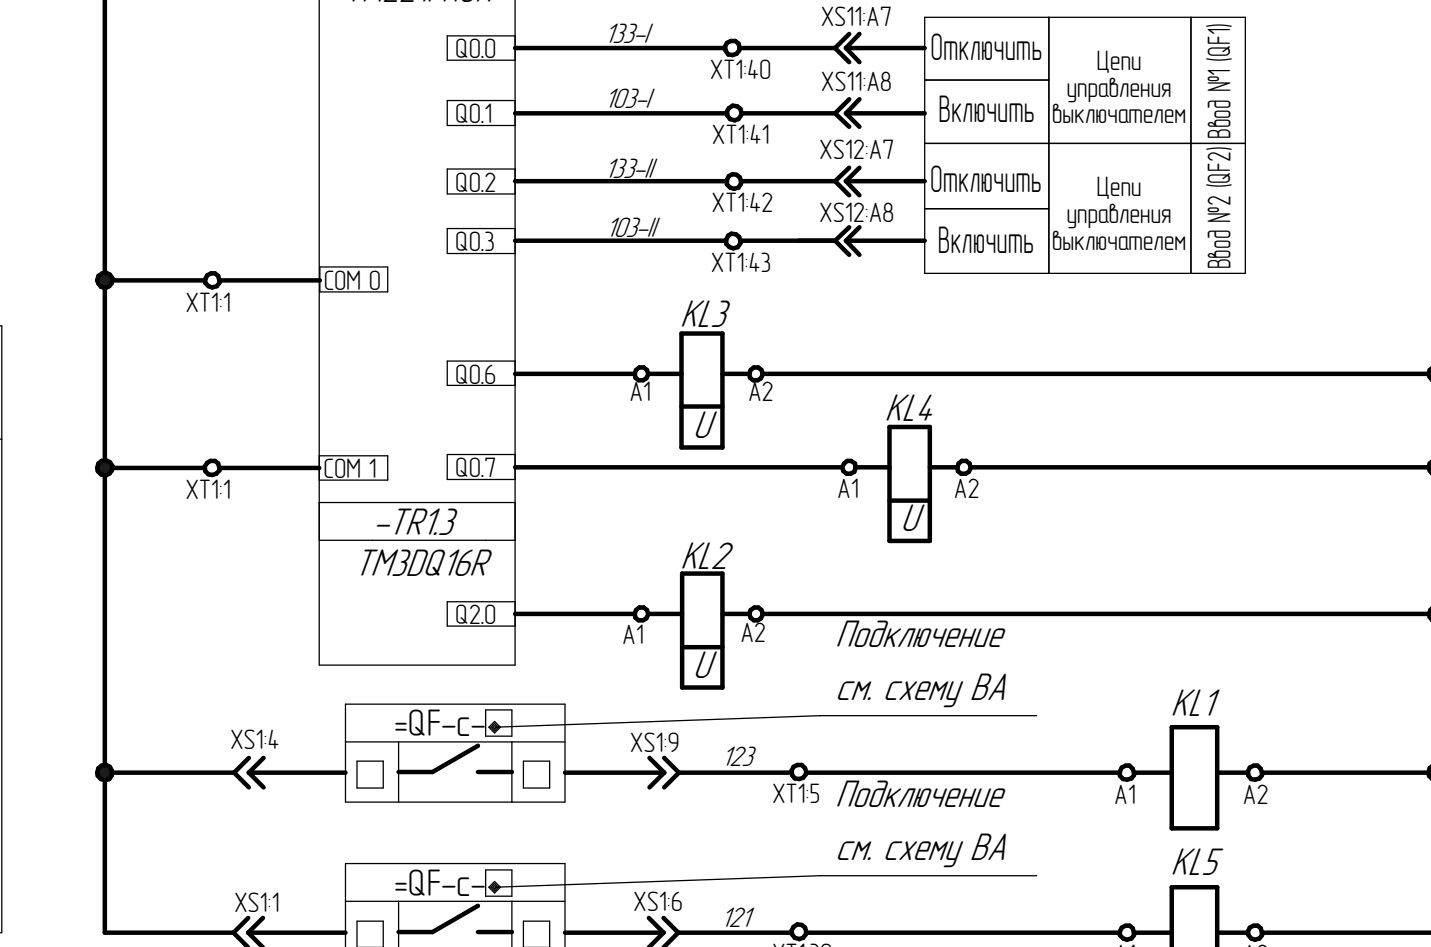 Q0.0
133-I
XT1:40
XS11:A7
Отключить
Q0.1
103-I
XT1:41
XS11:A8
Включить
Цепи
управления
выключателем
Ввод №1 (QF1)
Q0.2
133-II
XT1:42
XS12:A7
Отключить
Q0.3
103-II
XT1:43
XS12:A8
Включить
Цепи
управления
выключателем
Ввод №2 (QF2)
XT1:1
COM 0
KL3
Q0.6
A1
A2
U
KL4
XT1:1
COM 1
Q0.7
A1
A2
U
-TR1.3
TM3DQ16R
KL2
Q2.0
A1
A2
U
Подключение
см. схему ВА
=QF-c-
XS1:4
XS1:9
123
XT1:5
KL1
A1
A2
Подключение
см. схему ВА
=QF-c-
XS1:1
XS1:6
121
KL5